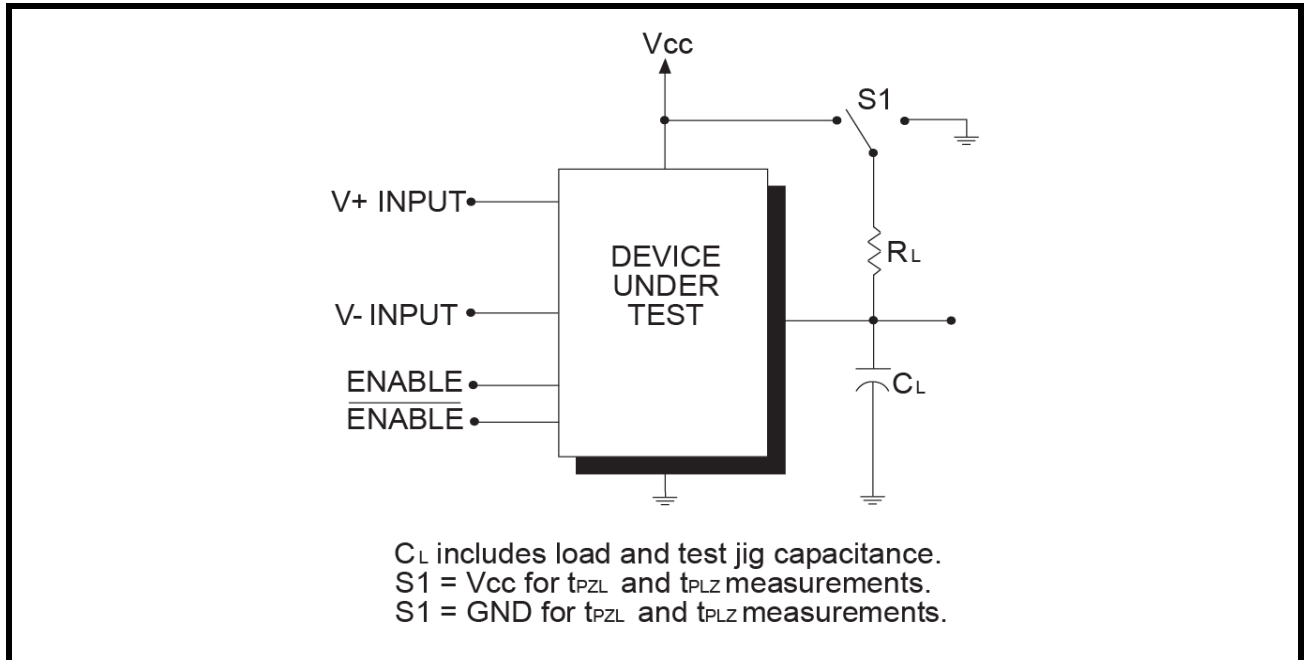 Vcc
S1
V+ INPUT
RL
DEVICE
UNDER
TEST
V- INPUT
ENABLE
CL
ENABLE
CL includes load and test jig capacitance.
S1 = Vcc for tPZL and tPLZ measurements.
S1 = GND for tPZL and tPLZ measurements.